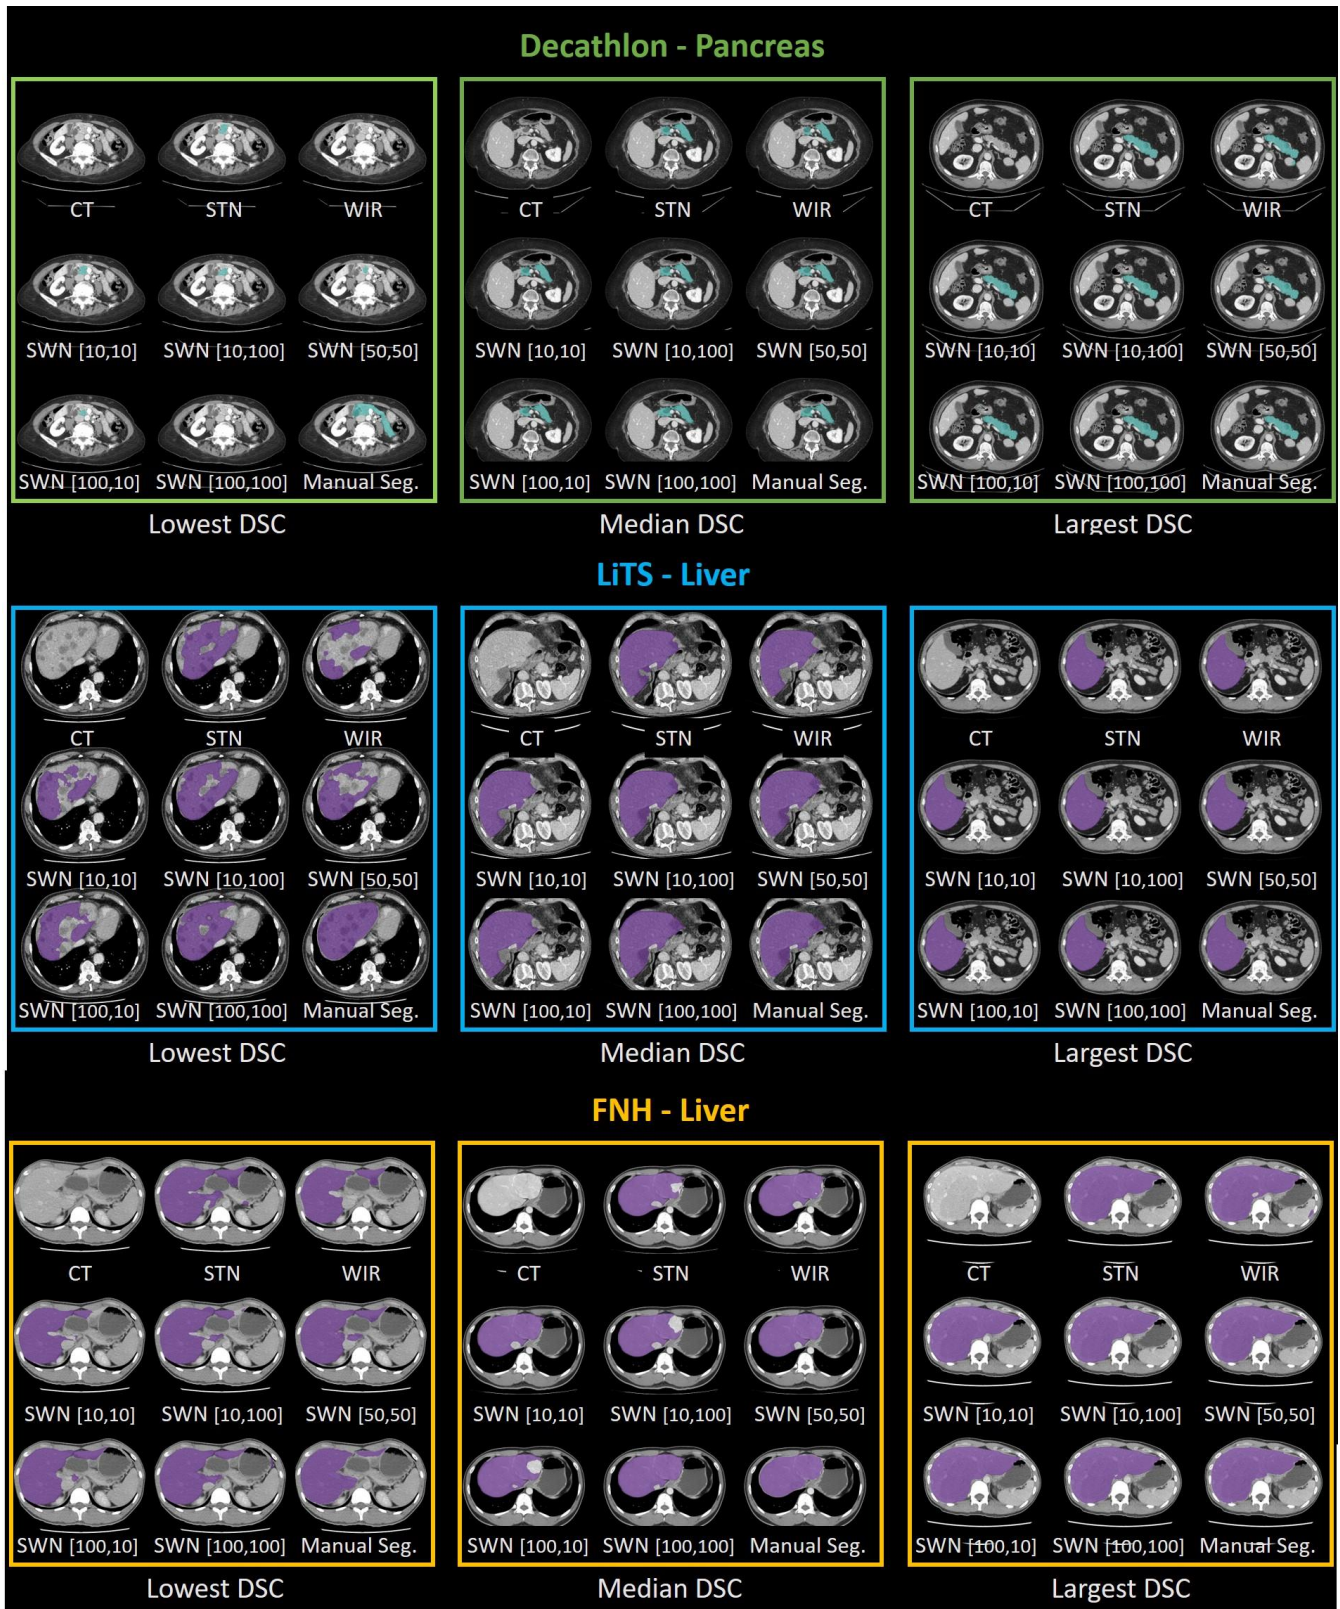 Decathlon - Pancreas
CT STN WIR CT STN WIR CT STN WIR
SWN [10,10] SWN [10,100] SWN [50,50] SWN [10,10] SWN [10,100] SWN [50,50] SWN [10,10] SWN [10,100] SWN [50,50]
SWN [100,10] SWN [100,100] Manual Seg. SWN [100,10] SWN [100,100] Manual Seg. SWN [100,10] SWN [100,100] Manual Seg.
Lowest DSC Median DSC Largest DSC
LiTS - Liver
CT STN WIR CT STN WIR CT STN WIR
SWN [10,10] SWN [10,100] SWN [50,50] SWN [10,10] SWN [10,100] SWN [50,50] SWN [10,10] SWN [10,100] SWN [50,50]
SWN [100,10] SWN [100,100] Manual Seg. SWN [100,10] SWN [100,100] Manual Seg. SWN [100,10] SWN [100,100] Manual Seg.
Lowest DSC Median DSC Largest DSC
FNH - Liver
CT STN WIR CT STN WIR CT STN WIR
SWN [10,10] SWN [10,100] SWN [50,50] SWN [10,10] SWN [10,100] SWN [50,50] SWN [10,10] SWN [10,100] SWN [50,50]
SWN [100,10] SWN [100,100] Manual Seg. SWN [100,10] SWN [100,100] Manual Seg. SWN [100,10] SWN [100,100] Manual Seg.
Lowest DSC Median DSC Largest DSC